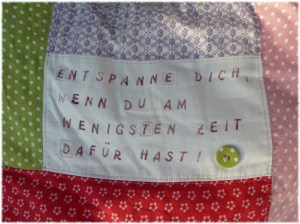 ENTSPANNE DICH,
WENN DU AM
WENIGSTEN ZEIT
DAFÜR HAST!